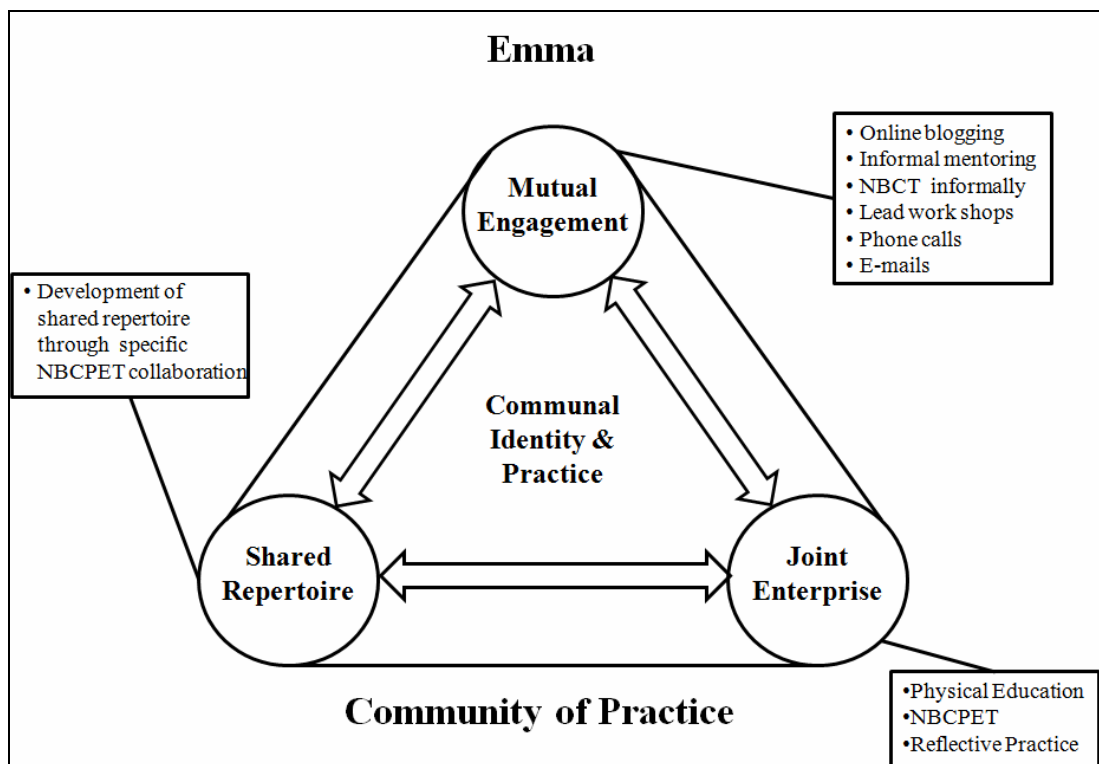 Emma
Mutual
Engagement
• Online blogging
• Informal mentoring
• NBCT informally
• Lead work shops
• Phone calls
• E-mails
• Development of
shared repertoire
through specific
NBCPET collaboration
Communal
Identity &
Practice
Shared
Repertoire
Joint
Enterprise
•Physical Education
•NBCPET
•Reflective Practice
Community of Practice